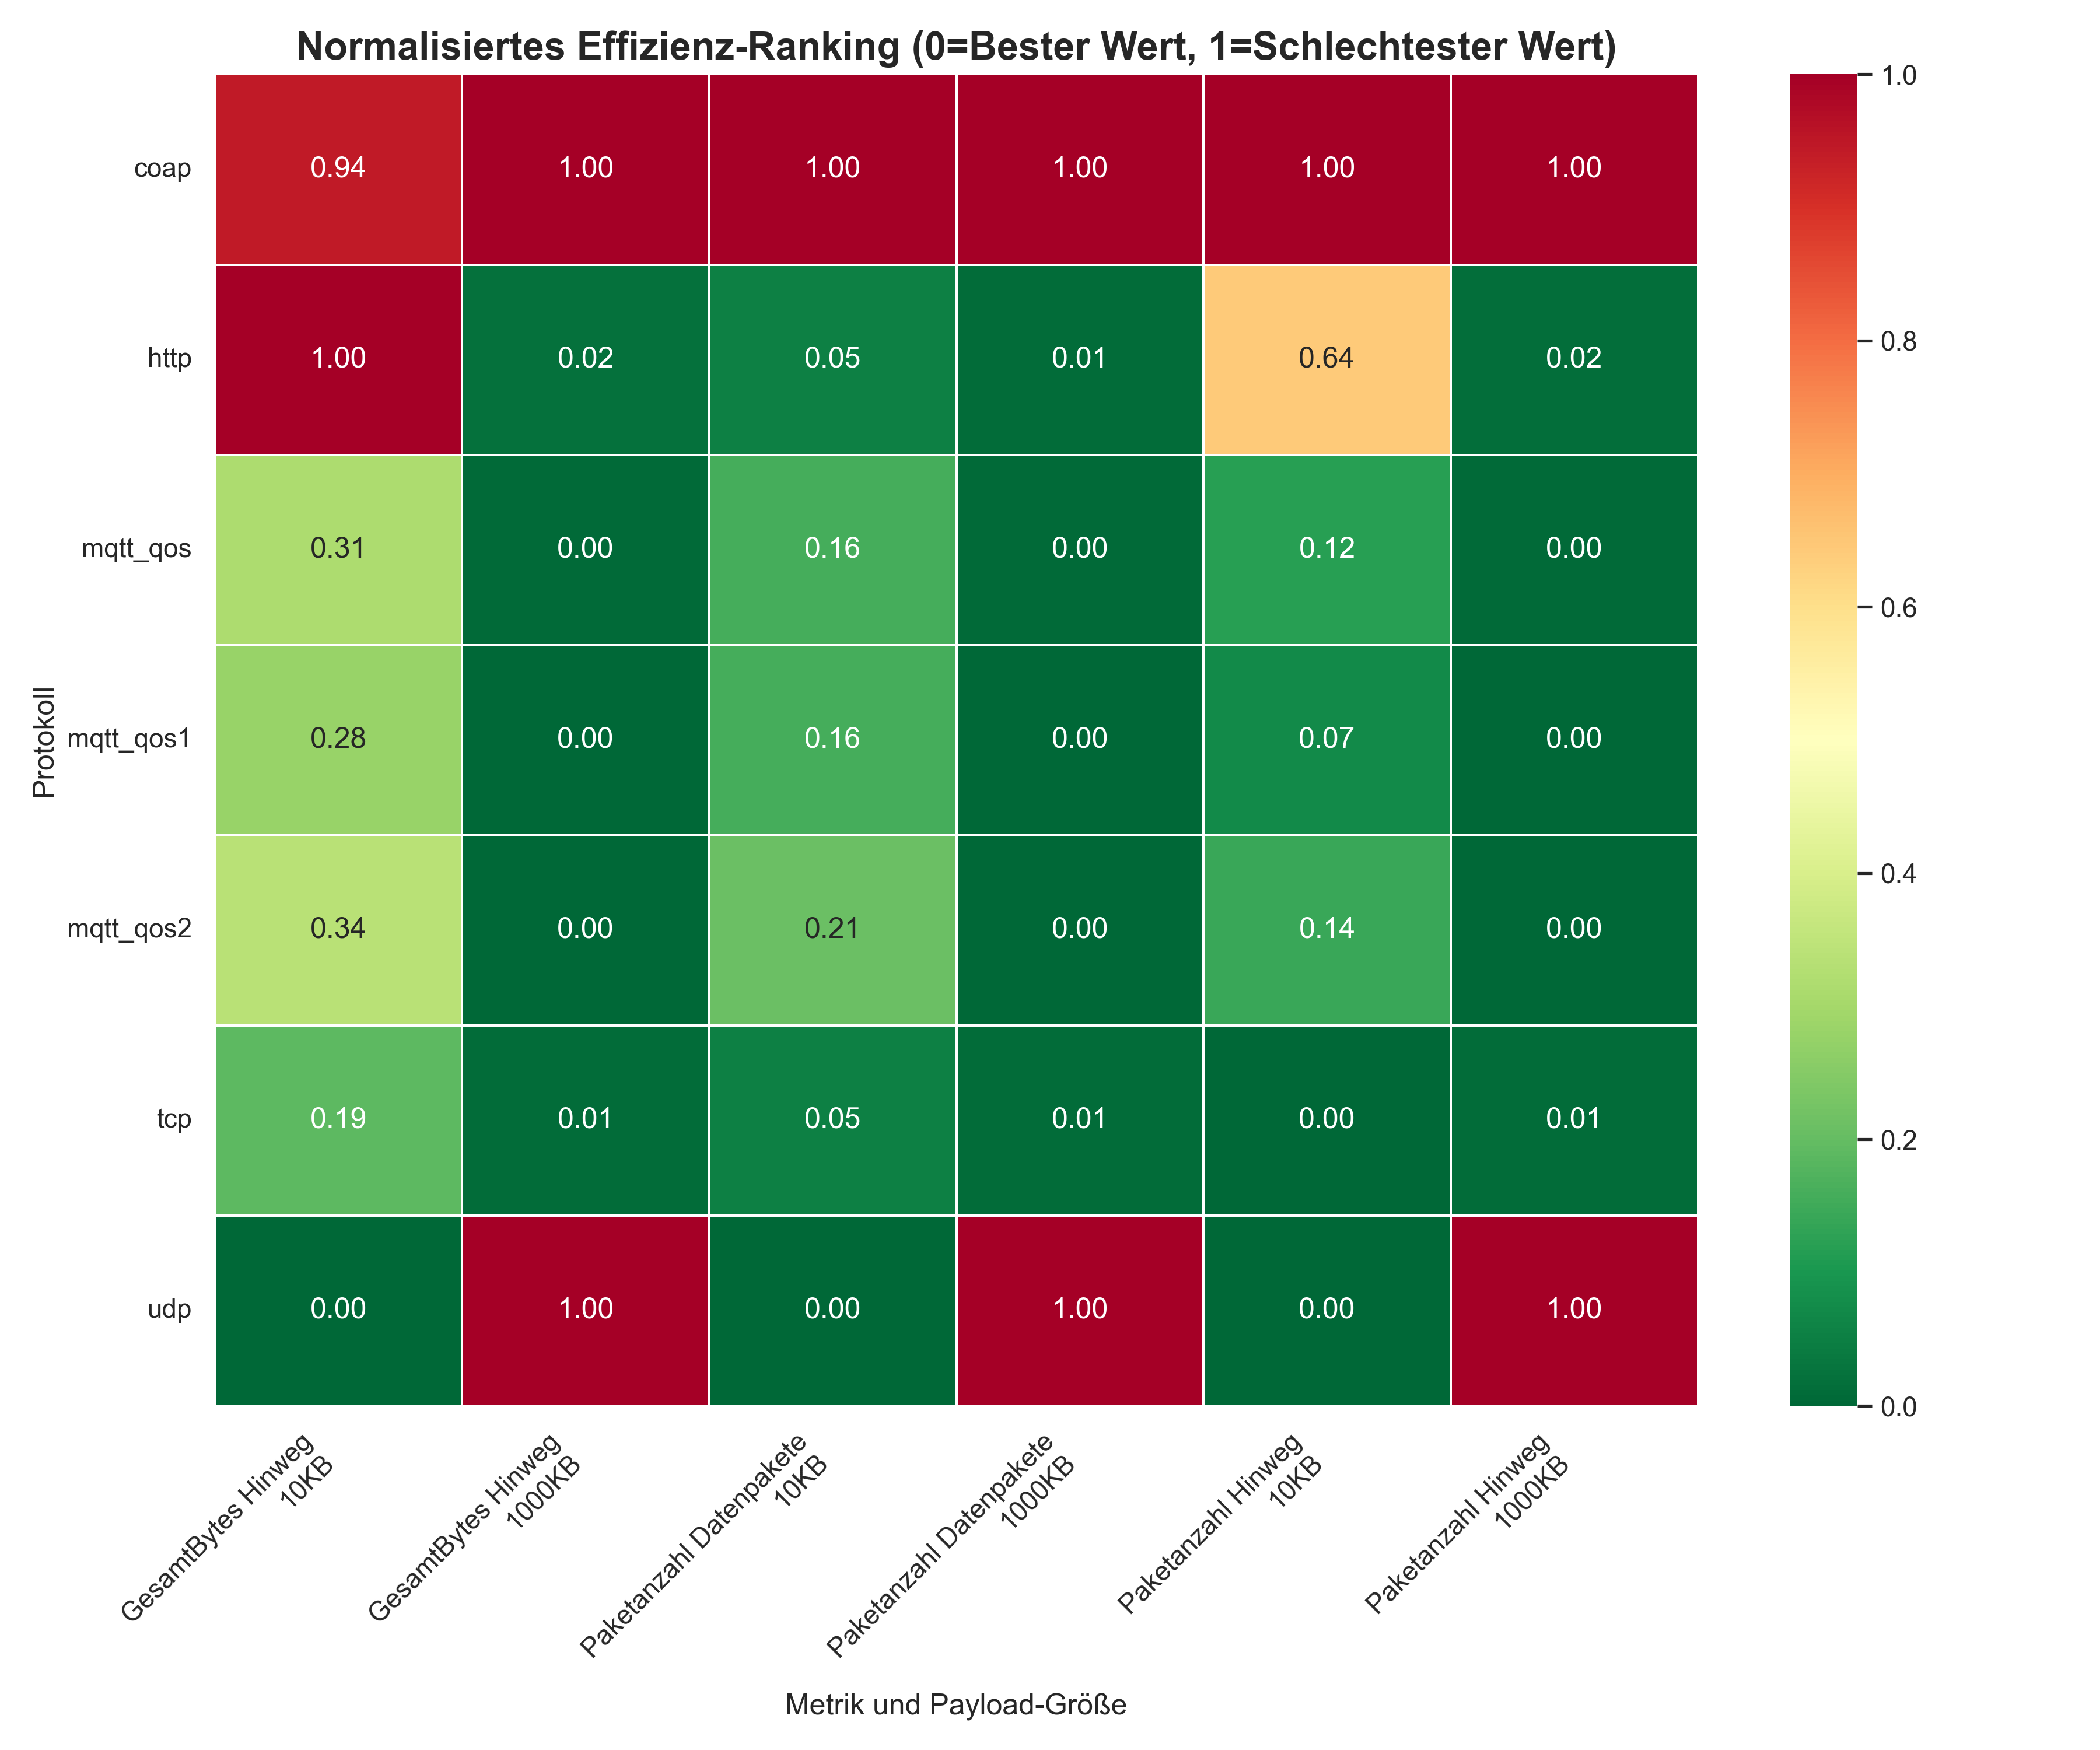 Normalisiertes Effizienz-Ranking (0=Bester Wert, 1=Schlechtester Wert)
Protokoll
coap 0.94 1.00 1.00 1.00 1.00 1.00
http 1.00 0.02 0.05 0.01 0.64 0.02
mqtt_qos 0.31 0.00 0.16 0.00 0.12 0.00
mqtt_qos1 0.28 0.00 0.16 0.00 0.07 0.00
mqtt_qos2 0.34 0.00 0.21 0.00 0.14 0.00
tcp 0.19 0.01 0.05 0.01 0.00 0.01
udp 0.00 1.00 0.00 1.00 0.00 1.00
GesamtBytes Hinweg
10KB
GesamtBytes Hinweg
1000KB
Paketanzahl Datenpakete
10KB
Paketanzahl Datenpakete
1000KB
Paketanzahl Hinweg
10KB
Paketanzahl Hinweg
1000KB
Metrik und Payload-Größe
1.0
0.8
0.6
0.4
0.2
0.0